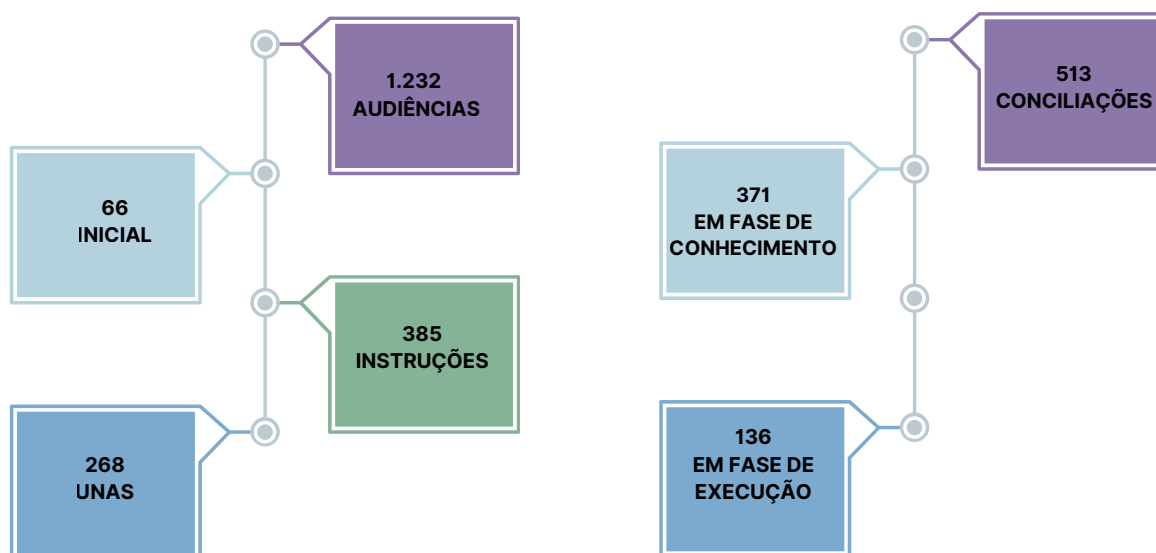 1.232
AUDIÊNCIAS
66
INICIAL
385
INSTRUÇÕES
268
UNAS
513
CONCILIAÇÕES
371
EM FASE DE
CONHECIMENTO
136
EM FASE DE
EXECUÇÃO